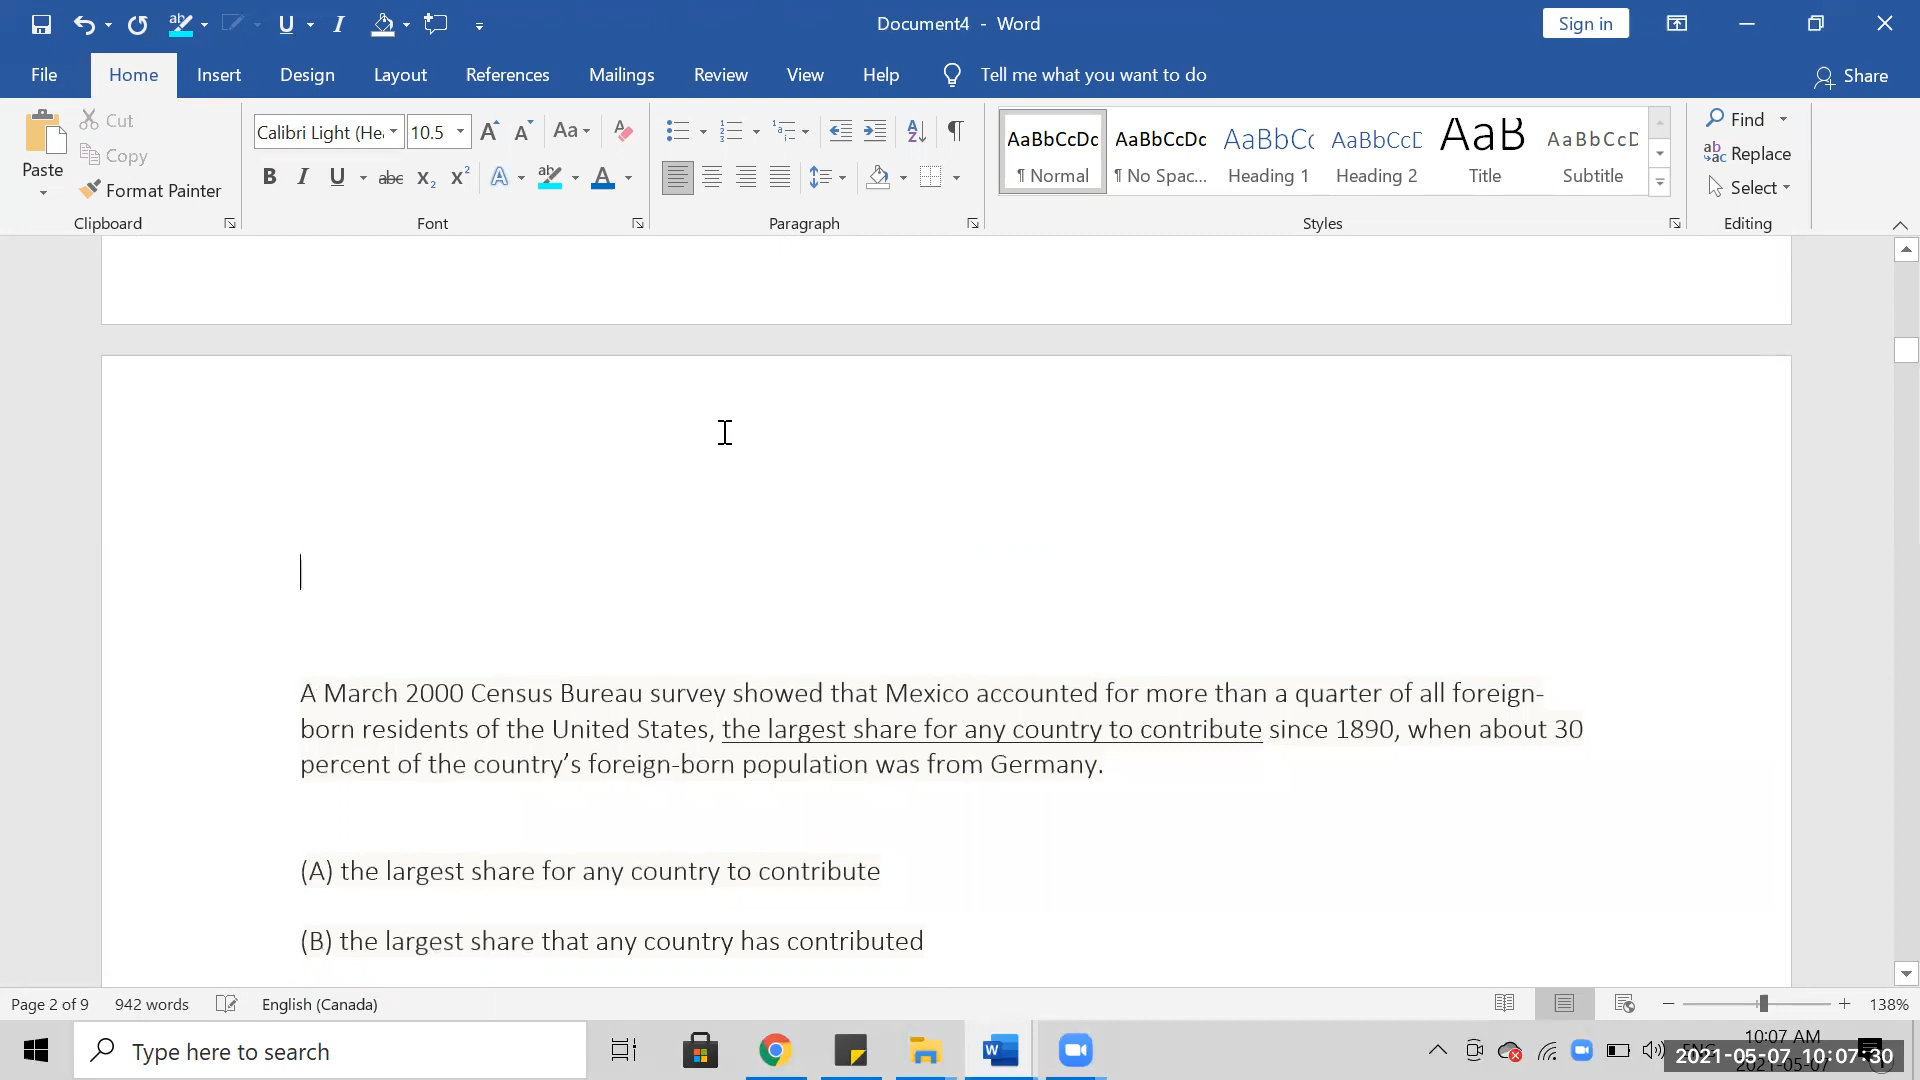 Document4 - Word
Sign in
File Home Insert Design Layout References Mailings Review View Help Tell me what you want to do Share
Paste
Cut
Copy
Format Painter
Clipboard
Calibri Light (He 10.5
Font
Paragraph
AaBbCcDc AaBbCcDc AaBbCc AaBbCcD AaB AaBbCcD
¶ Normal ¶ No Spac... Heading 1 Heading 2 Title Subtitle
Styles
Find
Replace
Select
Editing
A March 2000 Census Bureau survey showed that Mexico accounted for more than a quarter of all foreign-
born residents of the United States, the largest share for any country to contribute since 1890, when about 30
percent of the country’s foreign-born population was from Germany.
(A) the largest share for any country to contribute
(B) the largest share that any country has contributed
Page 2 of 9 942 words English (Canada) 138%
Type here to search
10:07 AM
2021-05-07 10:07:30